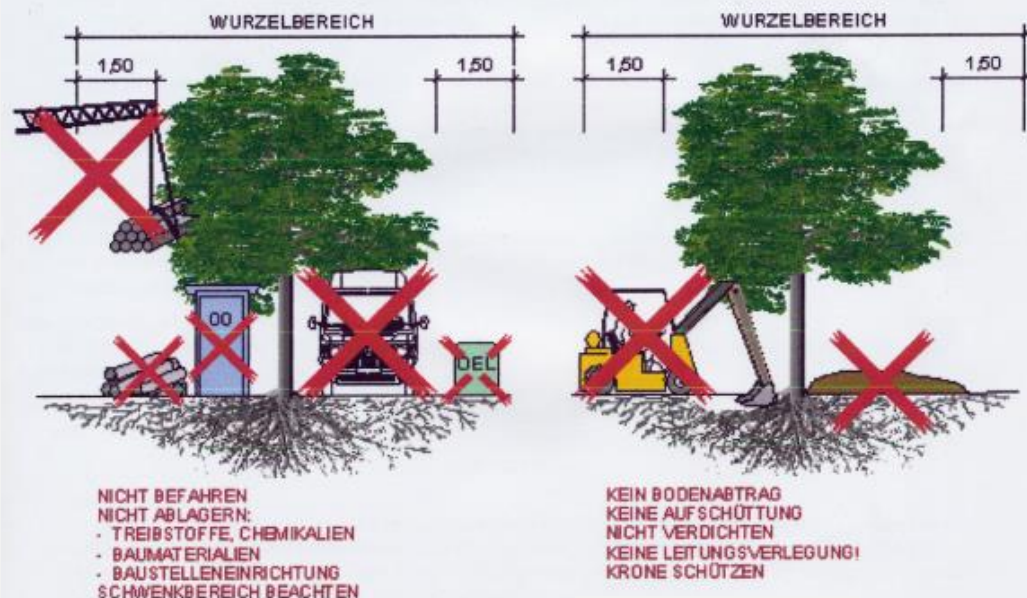 WURZELBEREICH
1,50
1,50
OO
OEL
NICHT BEFAHREN
NICHT ABLAGERN:
- TREIBSTOFFE, CHEMIKALIEN
- BAUMATERIALIEN
- BAUSTELLENEINRICHTUNG
SCHWENKBEREICH BEACHTEN
WURZELBEREICH
1,50
1,50
KEIN BODENABTRAG
KEINE AUFSCHÜTTUNG
NICHT VERDICHTEN
KEINE LEITUNGSVERLEGUNG!
KRONE SCHÜTZEN